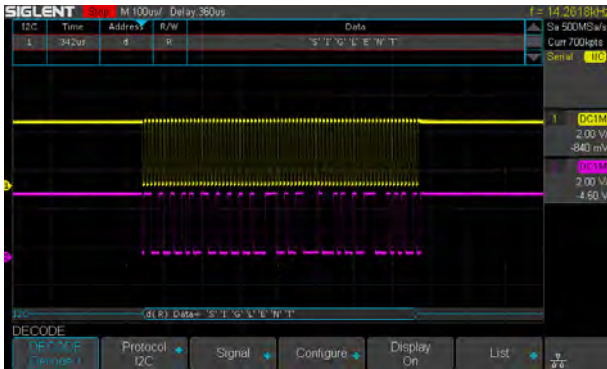 SIGLENT Stop M 100us/ Delay:360us f = 14.2618kHz
I2C Time Address R/W Data Sa 500MSa/s
1 342us d R 'S' 'I' 'G' 'L' 'E' 'N' 'T' Curr 700kpts
Serial IIC
1 DC1M
2.00 V/
-840 mV
DC1M
2.00 V/
-4.60 V
I2C (d( R) Data= 'S' 'I' 'G' 'L' 'E' 'N' 'T'
DECODE
DECODE Protocol Signal Configure Display List
Decode1 I2C On